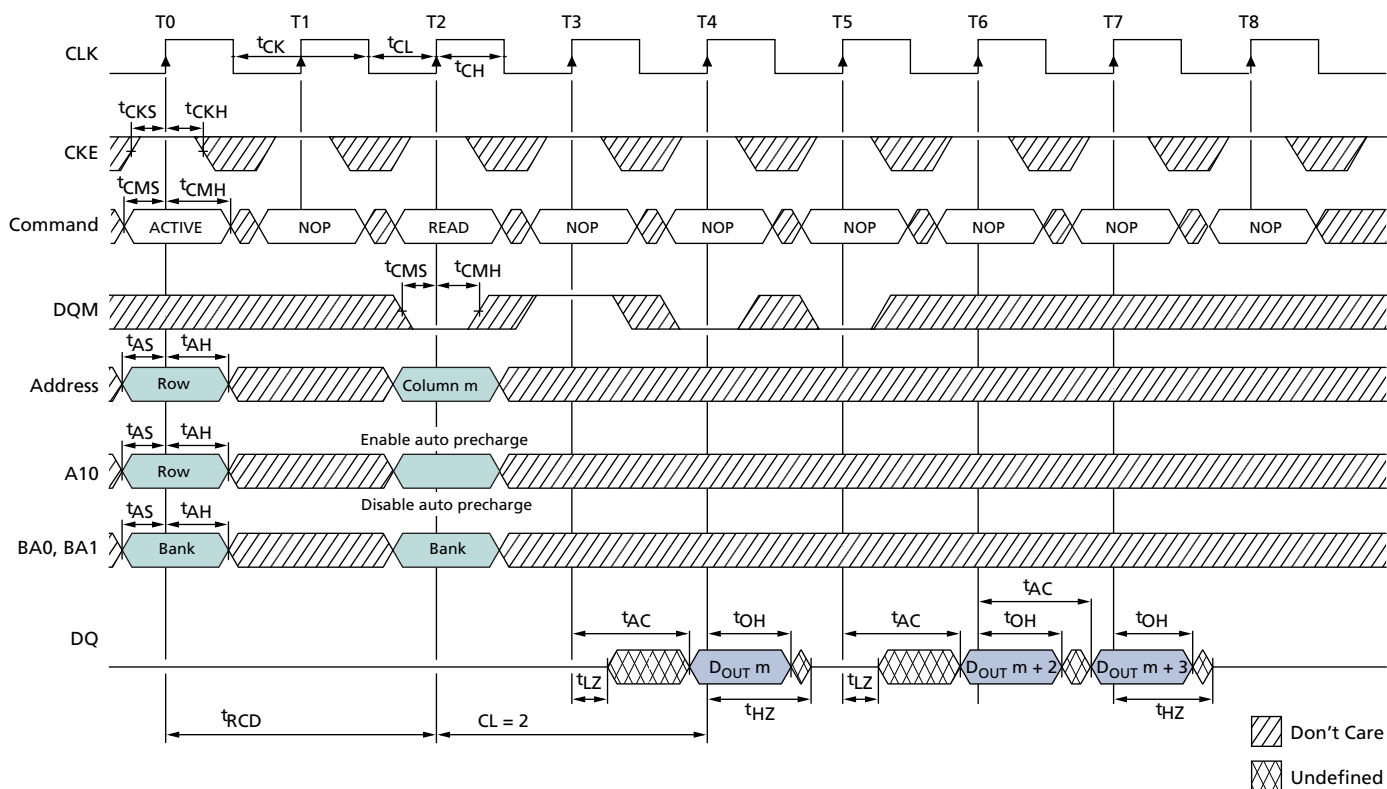 T0 T1 T2 T3 T4 T5 T6 T7 T8
CLK tCK tCL tCH
tCKS tCKH
CKE
tCMS tCMH
Command ACTIVE NOP READ NOP NOP NOP NOP NOP NOP
tCMS tCMH
DQM
tAS tAH
Address Row Column m
tAS tAH Enable auto precharge
A10 Row
tAS tAH Disable auto precharge
BA0, BA1 Bank Bank
tAC
DQ tAC tOH tAC tOH tOH
DOUT m DOUT m + 2 DOUT m + 3
tLZ tHZ tLZ tHZ
tRCD CL = 2
Don't Care
Undefined